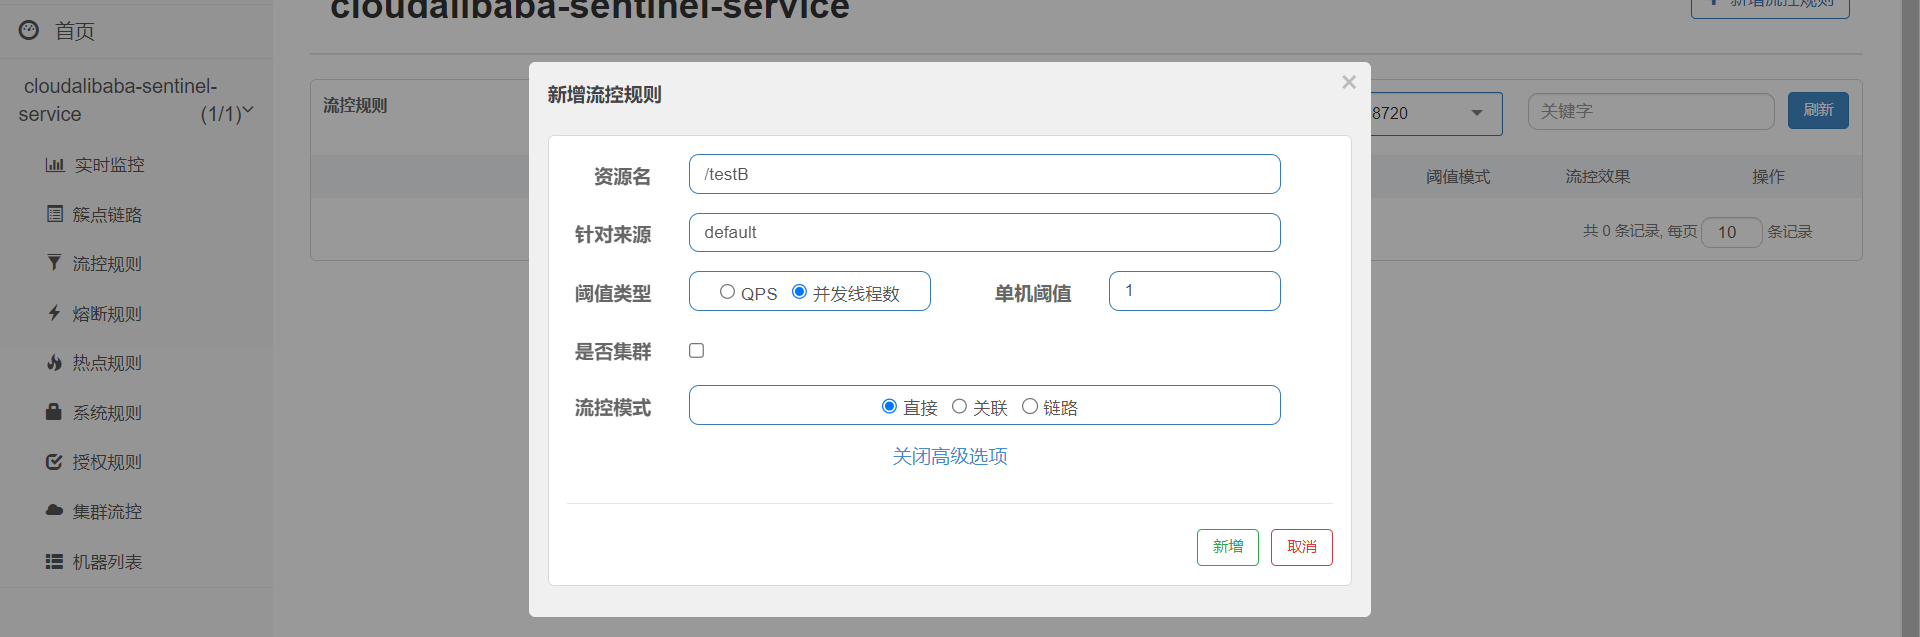 首页
cloudalibaba-sentinel-
service (1/1)
实时监控
簇点链路
流控规则
熔断规则
热点规则
系统规则
授权规则
集群流控
机器列表
cloudalibaba-sentinel-service
+ 新增流控规则
流控规则
8720
关键字
刷新
阈值模式 流控效果 操作
共 0 条记录, 每页 10 条记录
新增流控规则 ×
资源名 /testB
针对来源 default
阈值类型 QPS 并发线程数 单机阈值 1
是否集群
流控模式 直接 关联 链路
关闭高级选项
新增 取消